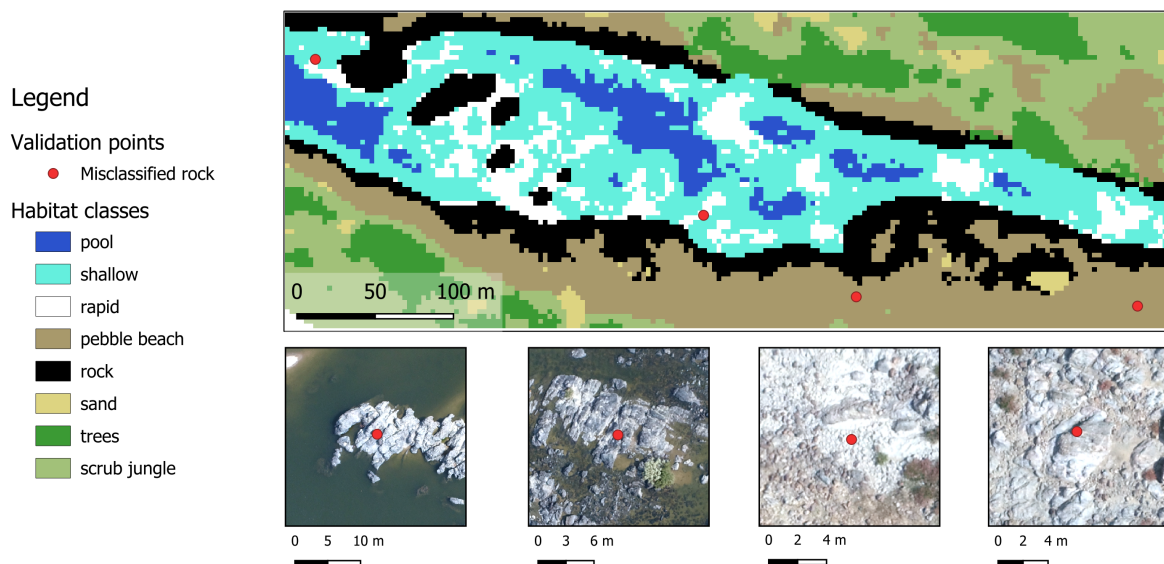 Legend
Validation points
Misclassified rock
Habitat classes
pool
shallow
rapid
pebble beach
rock
sand
trees
scrub jungle
0 50 100 m
0 5 10 m
0 3 6 m
0 2 4 m
0 2 4 m